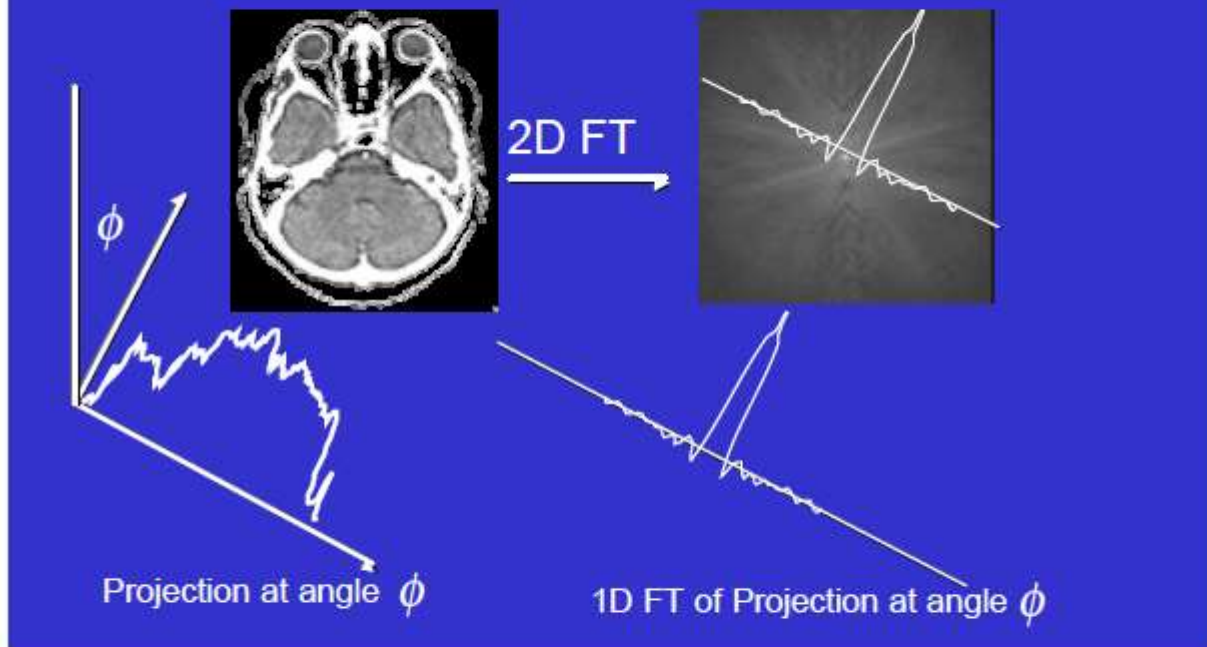 2D FT
ϕ
Projection at angle ϕ
1D FT of Projection at angle ϕ